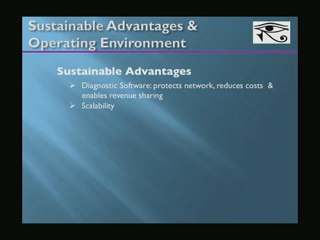 Sustainable Advantages &
Operating Environment
Sustainable Advantages
Diagnostic Software: protects network, reduces costs &
enables revenue sharing
Scalability